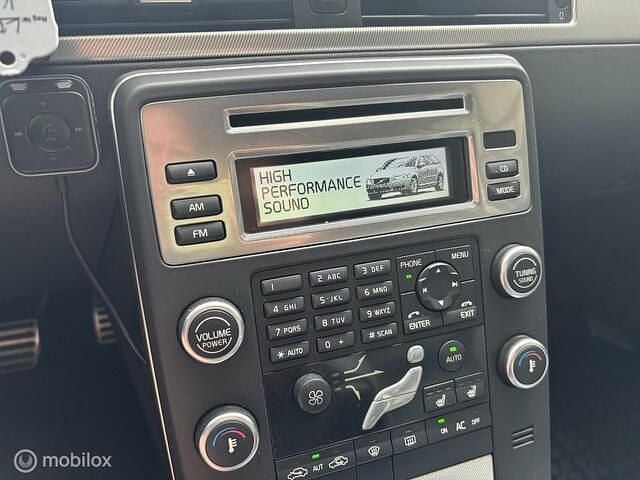 HIGH
PERFORMANCE
SOUND
CD
MODE
AM
FM
1
2 ABC
3 DEF
4 GHI
5 JKL
6 MNO
7 PQRS
8 TUV
9 WXYZ
* AUTO
0 +
# SCAN
PHONE
MENU
ENTER
EXIT
TUNING
SOUND
VOLUME
POWER
AUTO
ON
AC
OFF
AUT
mobilox